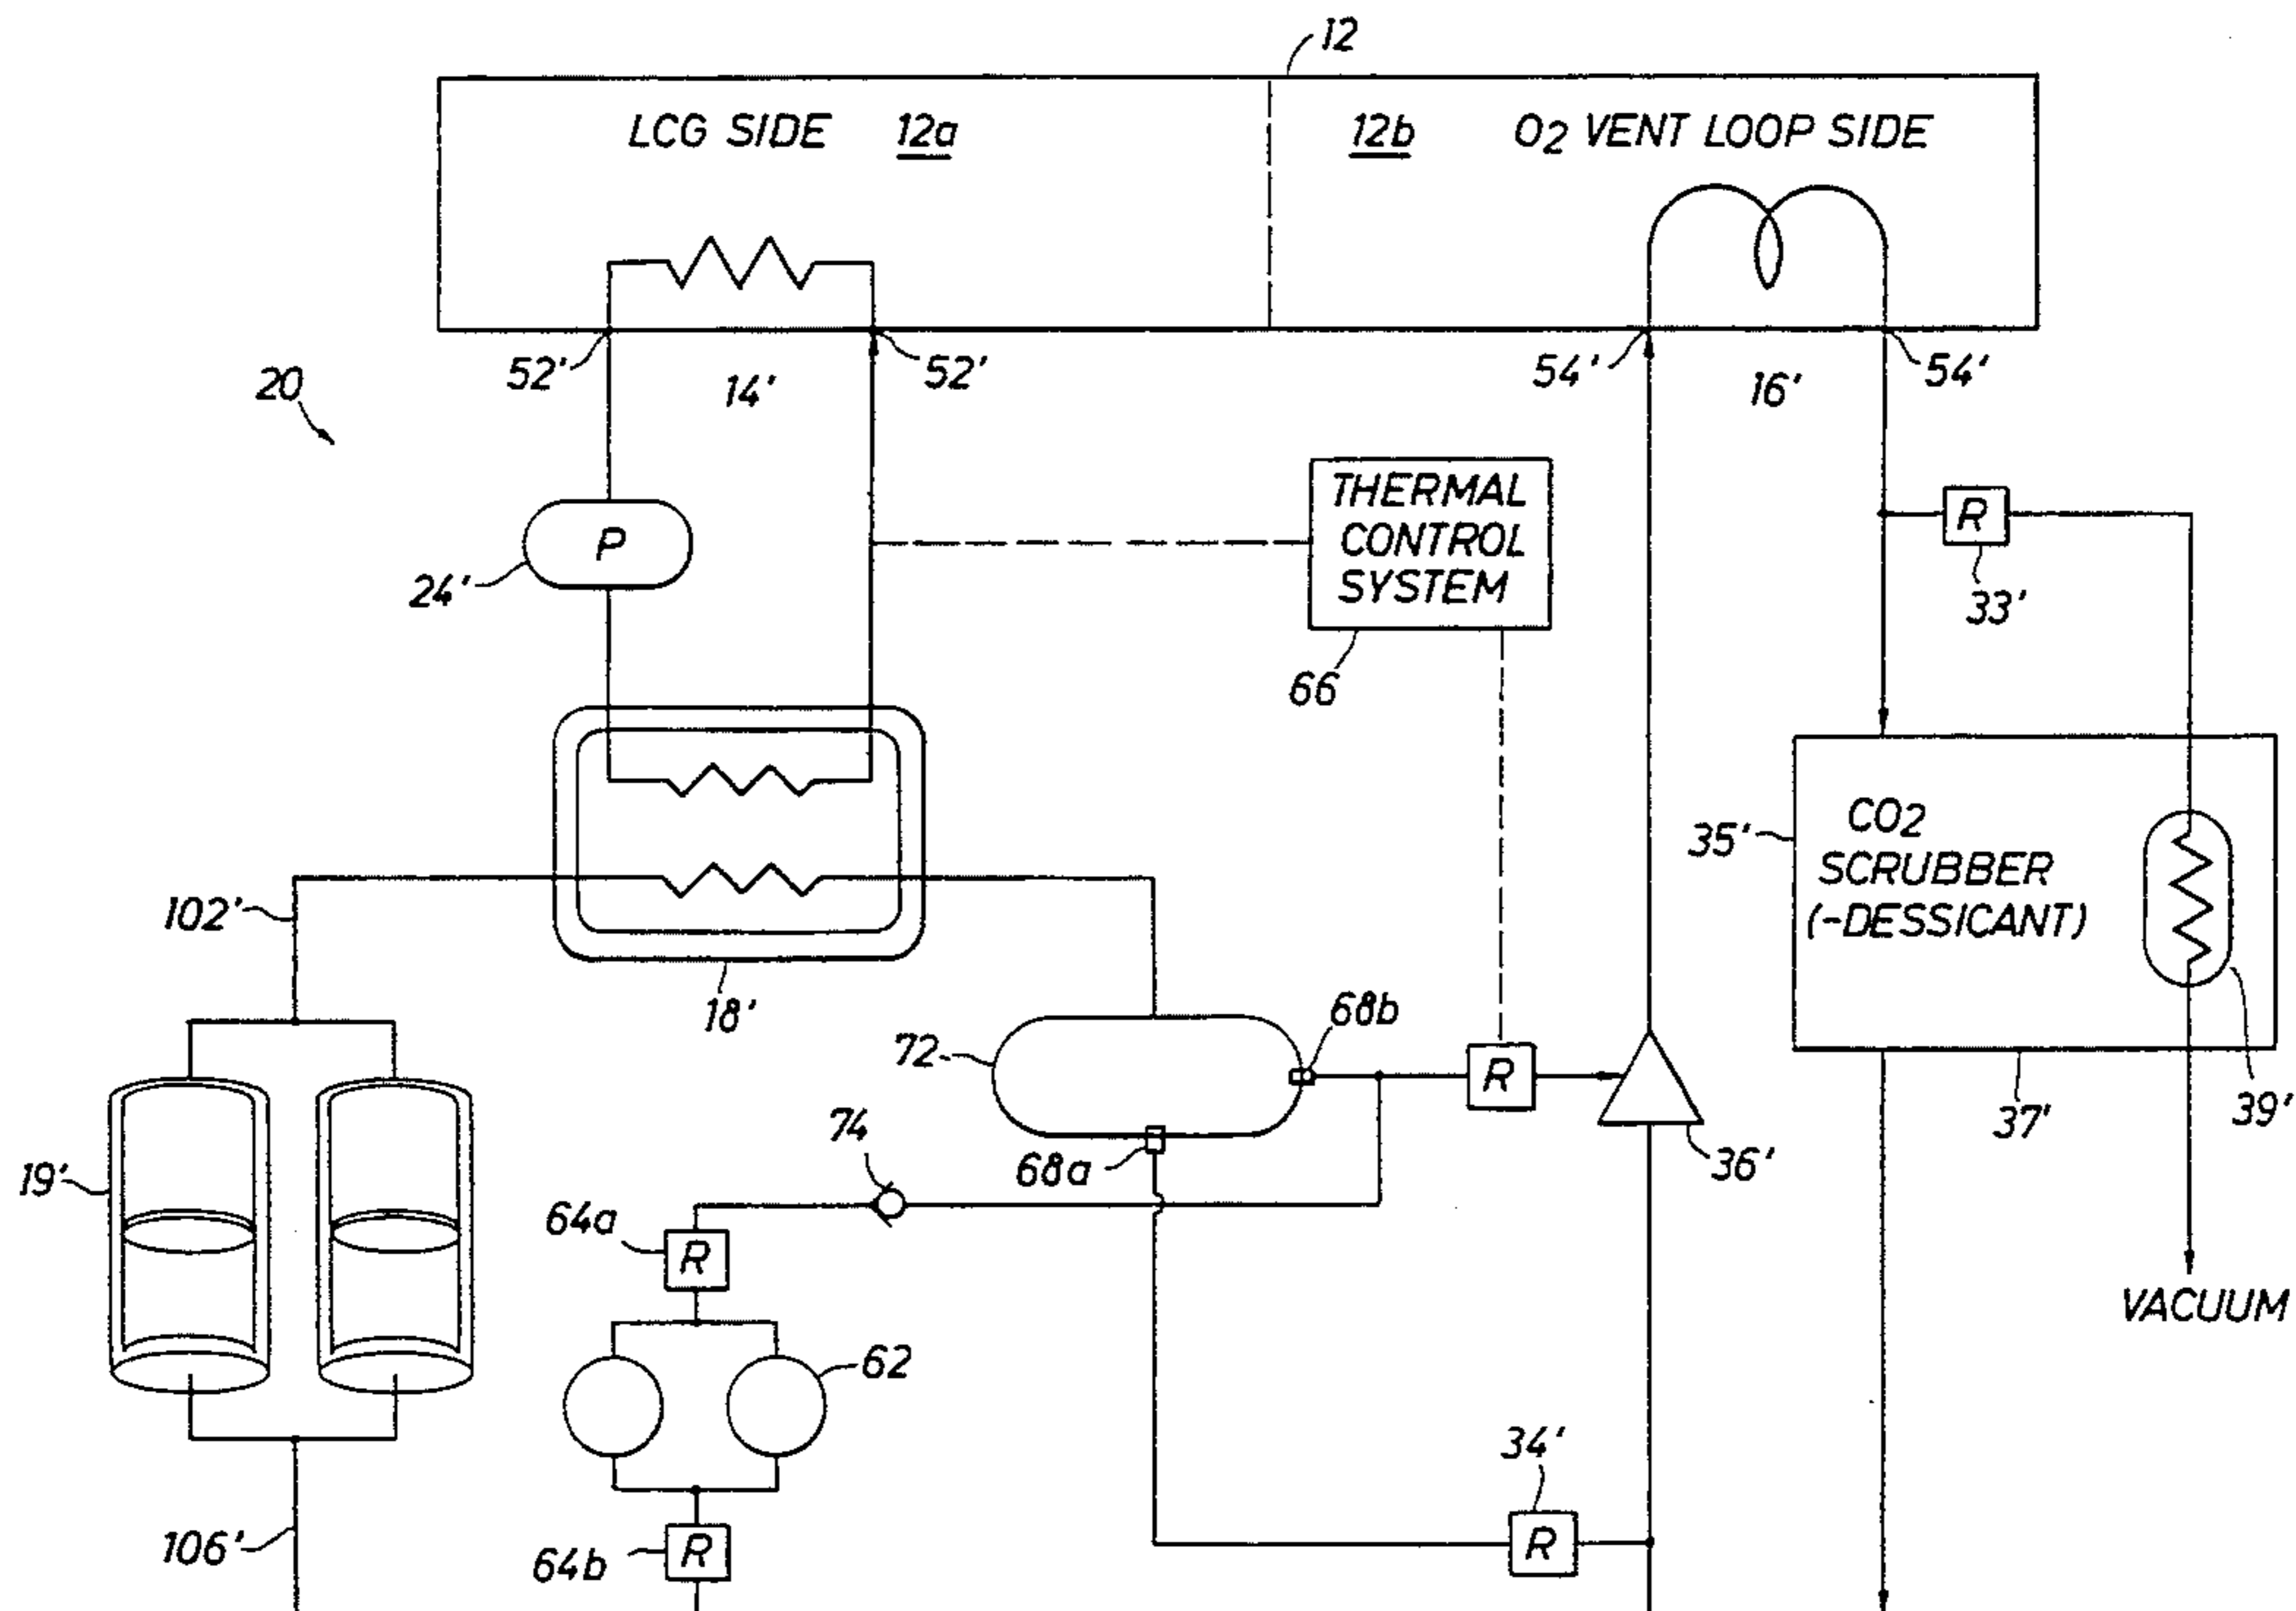 12
LCG SIDE 12a
12b O2 VENT LOOP SIDE
52'
14'
52'
54'
16'
54'
20
THERMAL
CONTROL
SYSTEM
R
33'
P
24'
66
CO2
SCRUBBER
(-DESSICANT)
35'
102'
18'
68b
72
R
39'
37'
74
68a
36'
19'
64a
R
VACUUM
62
34'
R
106'
64b
R